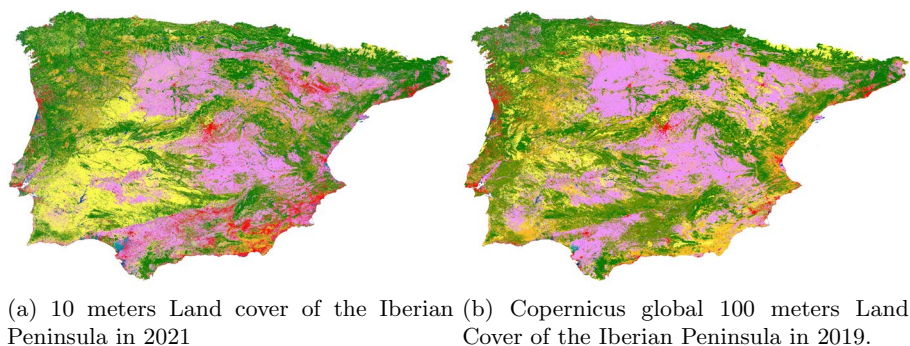 (a) 10 meters Land cover of the Iberian
Peninsula in 2021
(b) Copernicus global 100 meters Land
Cover of the Iberian Peninsula in 2019.